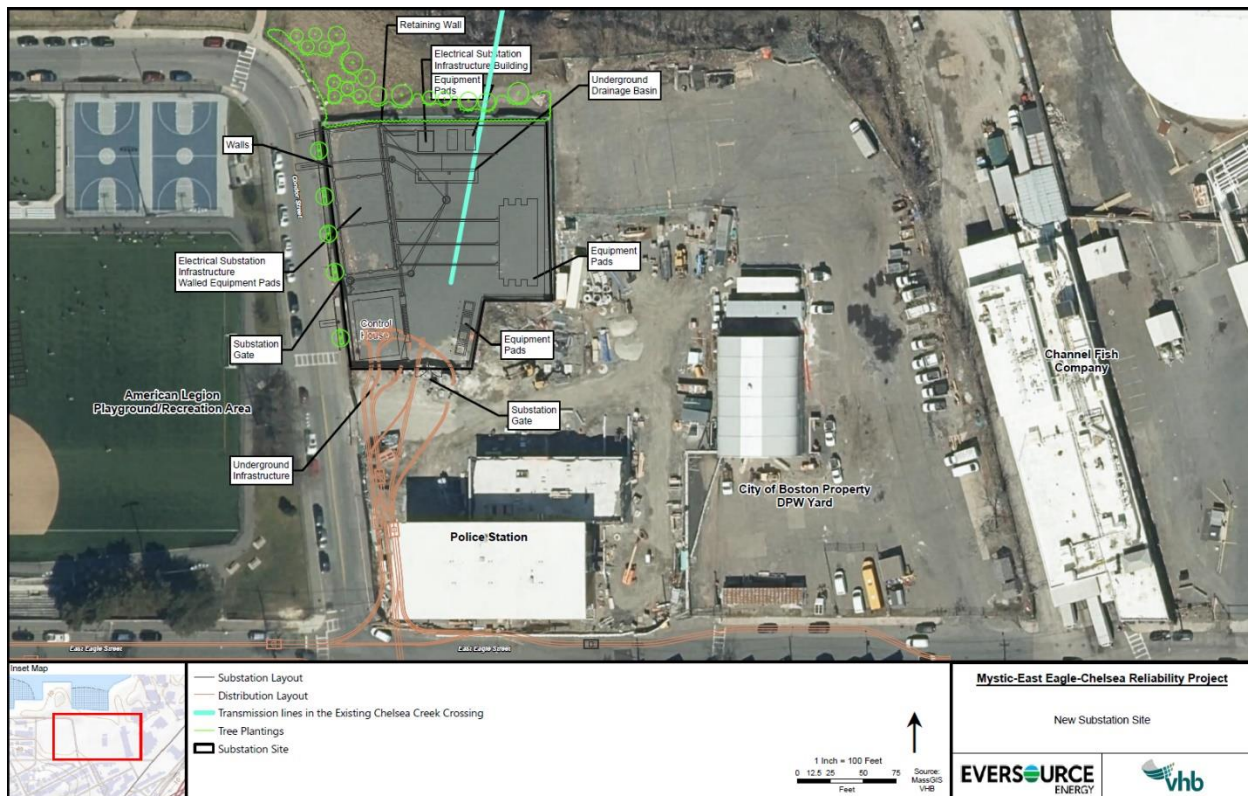 Retaining Wall
Electrical Substation
Infrastructure Building
Equipment
Pads
Underground
Drainage Basin
Walls
Condor Street
Electrical Substation
Infrastructure
Walled Equipment Pads
Equipment
Pads
Substation
Gate
Control
House
Equipment
Pads
Channel Fish
Company
American Legion
Playground/Recreation Area
Substation
Gate
Underground
Infrastructure
City of Boston Property
DPW Yard
Police Station
East Eagle Street
East Eagle Street
Inset Map
Substation Layout
Distribution Layout
Transmission lines in the Existing Chelsea Creek Crossing
Tree Plantings
Substation Site
1 Inch = 100 Feet
0 12.5 25 50 75
Feet
Source:
MassGIS
VHB
Mystic-East Eagle-Chelsea Reliability Project
New Substation Site
EVERSOURCE
ENERGY
vhb